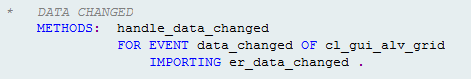 *   DATA CHANGED
METHODS:  handle_data_changed
FOR EVENT data_changed OF cl_gui_alv_grid
IMPORTING er_data_changed .